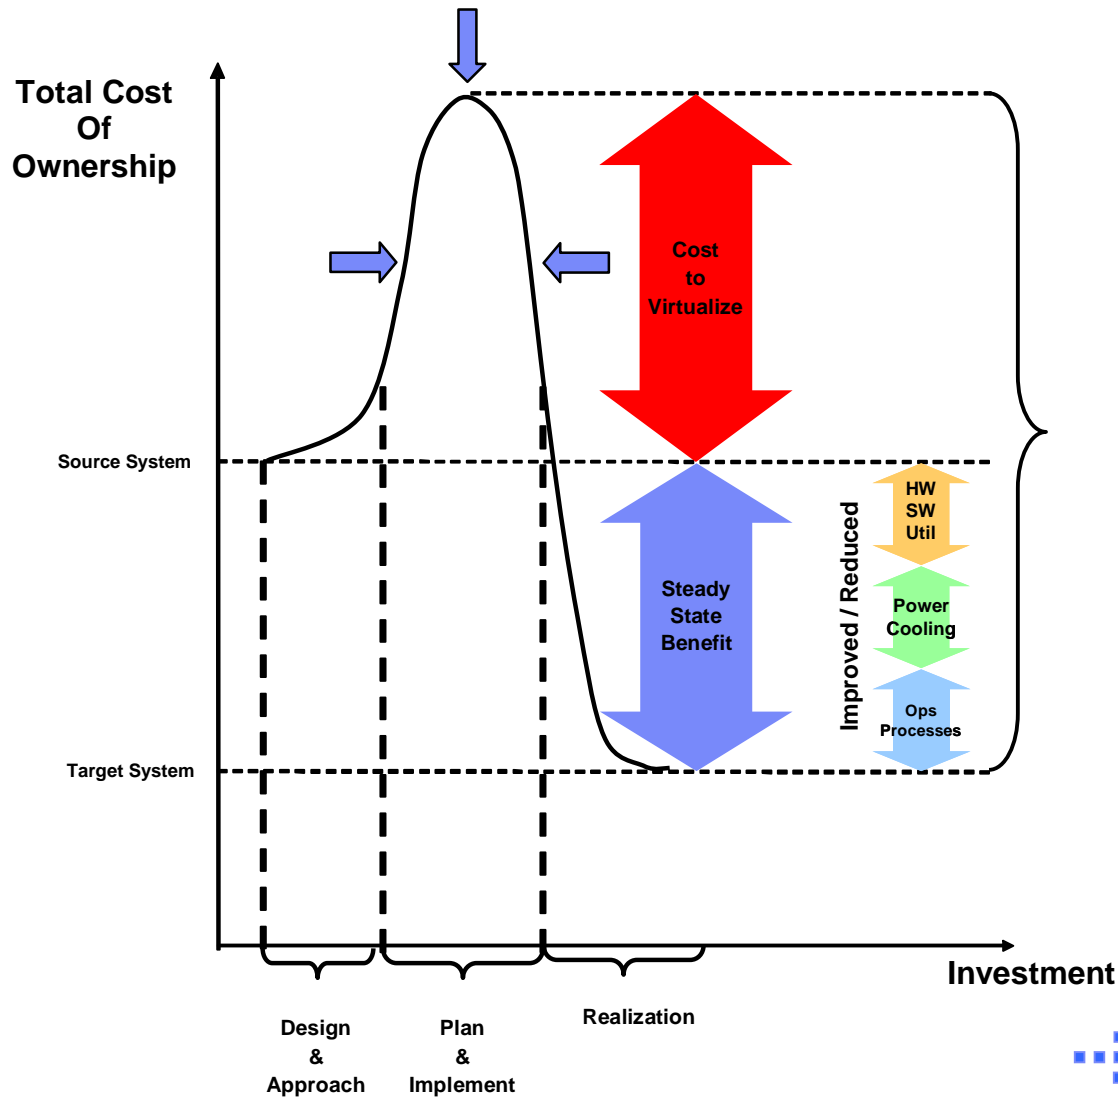 Total Cost
Of
Ownership
Cost
to
Virtualize
Source System
HW
SW
Util
Improved / Reduced
Steady
State
Benefit
Power
Cooling
Ops
Processes
Target System
Investment
Design
&
Approach
Plan
&
Implement
Realization